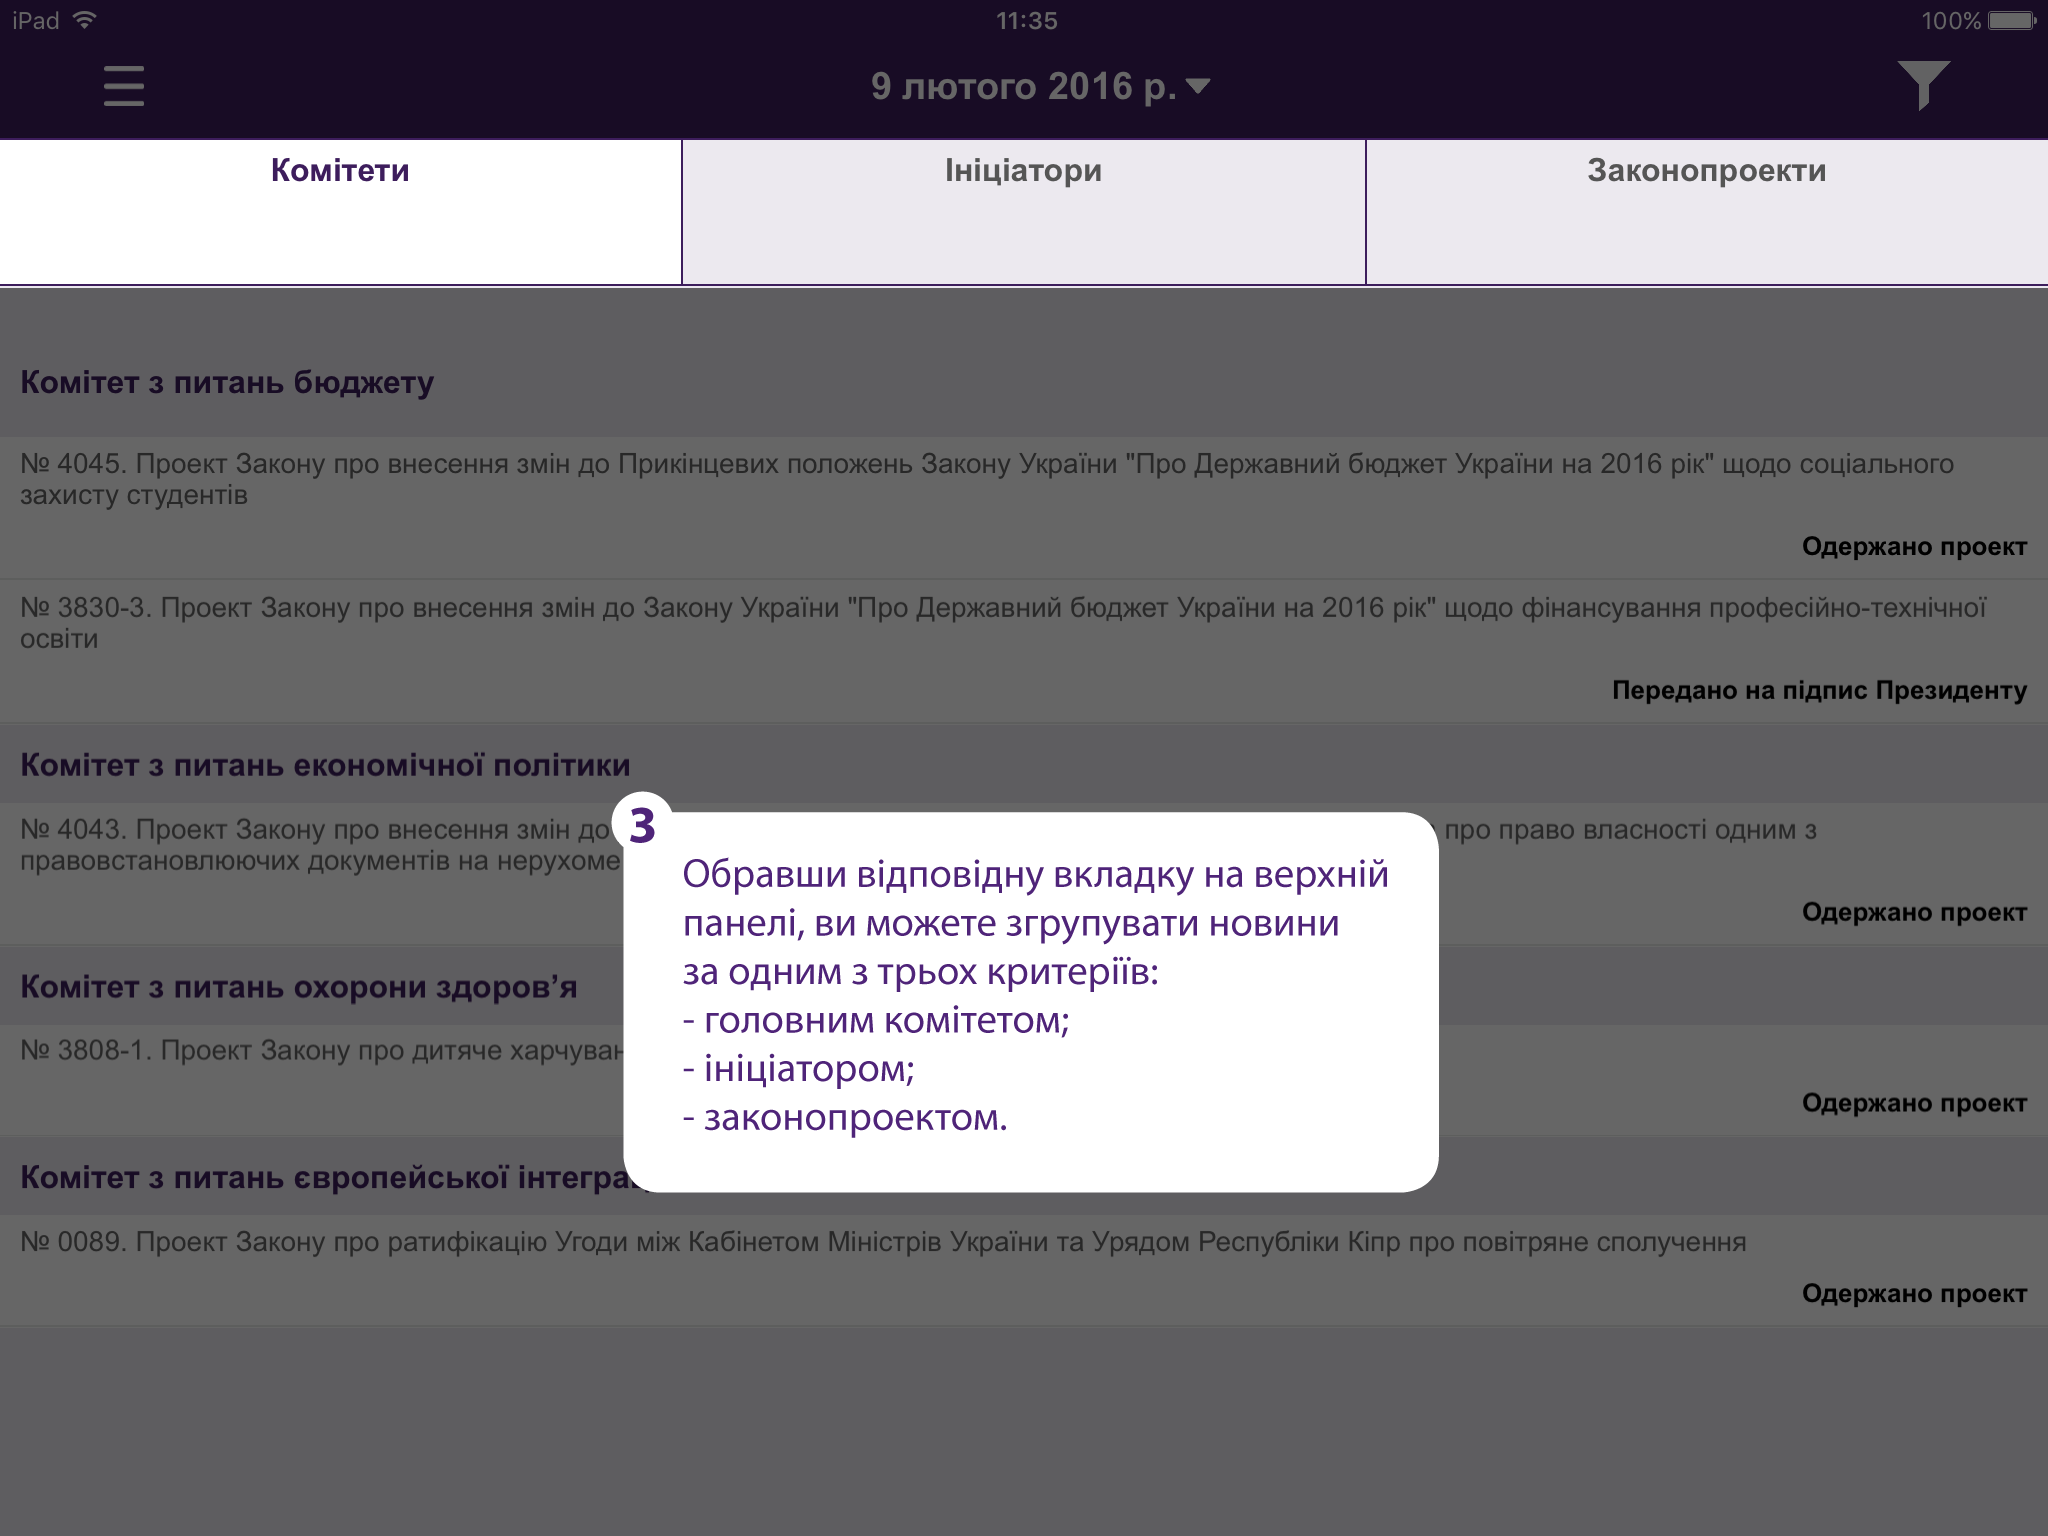 iPad 11:35 100%
9 лютого 2016 р.
Комітети Ініціатори Законопроекти
Комітет з питань бюджету
№ 4045. Проект Закону про внесення змін до Прикінцевих положень Закону України "Про Державний бюджет України на 2016 рік" щодо соціального
захисту студентів
Одержано проект
№ 3830-3. Проект Закону про внесення змін до Закону України "Про Державний бюджет України на 2016 рік" щодо фінансування професійно-технічної
освіти
Передано на підпис Президенту
Комітет з питань економічної політики
№ 4043. Проект Закону про внесення змін до про право власності одним з
правовстановлюючих документів на нерухоме
Одержано проект
Комітет з питань охорони здоров’я
№ 3808-1. Проект Закону про дитяче
Одержано проект
Комітет з питань європейської
№ 0089. Проект Закону про ратифікацію Угоди між Кабінетом Міністрів України та Урядом Республіки Кіпр про повітряне сполучення
Одержано проект
3
Обравши відповідну вкладку на верхній
панелі, ви можете згрупувати новини
за одним з трьох критеріїв:
- головним комітетом;
- ініціатором;
- законопроектом.